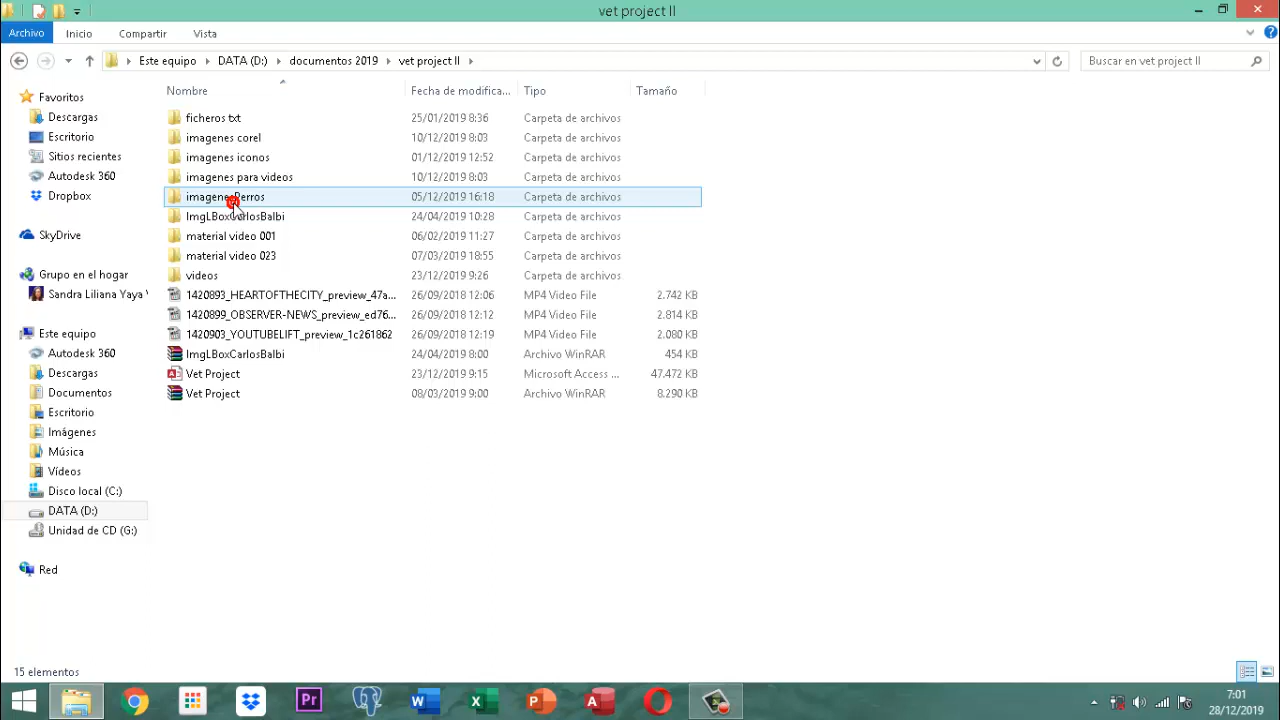 vet project II
Archivo Inicio Compartir Vista
Este equipo DATA (D:) documentos 2019 vet project II
Buscar en vet project II
Nombre Fecha de modifica... Tipo Tamaño
ficheros txt 25/01/2019 8:36 Carpeta de archivos
imagenes corel 10/12/2019 8:03 Carpeta de archivos
imagenes iconos 01/12/2019 12:52 Carpeta de archivos
imagenes para videos 10/12/2019 8:03 Carpeta de archivos
05/12/2019 16:18 Carpeta de archivos
ImgLBoxCarlosBalbi 24/04/2019 10:28 Carpeta de archivos
material video 001 06/02/2019 11:27 Carpeta de archivos
material video 023 07/03/2019 18:55 Carpeta de archivos
videos 23/12/2019 9:26 Carpeta de archivos
1420893_HEARTOFTHECITY_preview_47a... 26/09/2018 12:06 MP4 Video File 2.742 KB
1420899_OBSERVER-NEWS_preview_ed76... 26/09/2018 12:12 MP4 Video File 2.814 KB
1420903_YOUTUBELIFT_preview_1c261862 26/09/2018 12:19 MP4 Video File 2.080 KB
ImgLBoxCarlosBalbi 24/04/2019 8:00 Archivo WinRAR 454 KB
Vet Project 23/12/2019 9:15 Microsoft Access ... 47.472 KB
Vet Project 08/03/2019 9:00 Archivo WinRAR 8.290 KB
Favoritos
Descargas
Escritorio
Sitios recientes
Autodesk 360
Dropbox
SkyDrive
Grupo en el hogar
Sandra Liliana Yaya
Este equipo
Autodesk 360
Descargas
Documentos
Escritorio
Imágenes
Música
Vídeos
Disco local (C:)
DATA (D:)
Unidad de CD (G:)
Red
15 elementos
7:01
28/12/2019